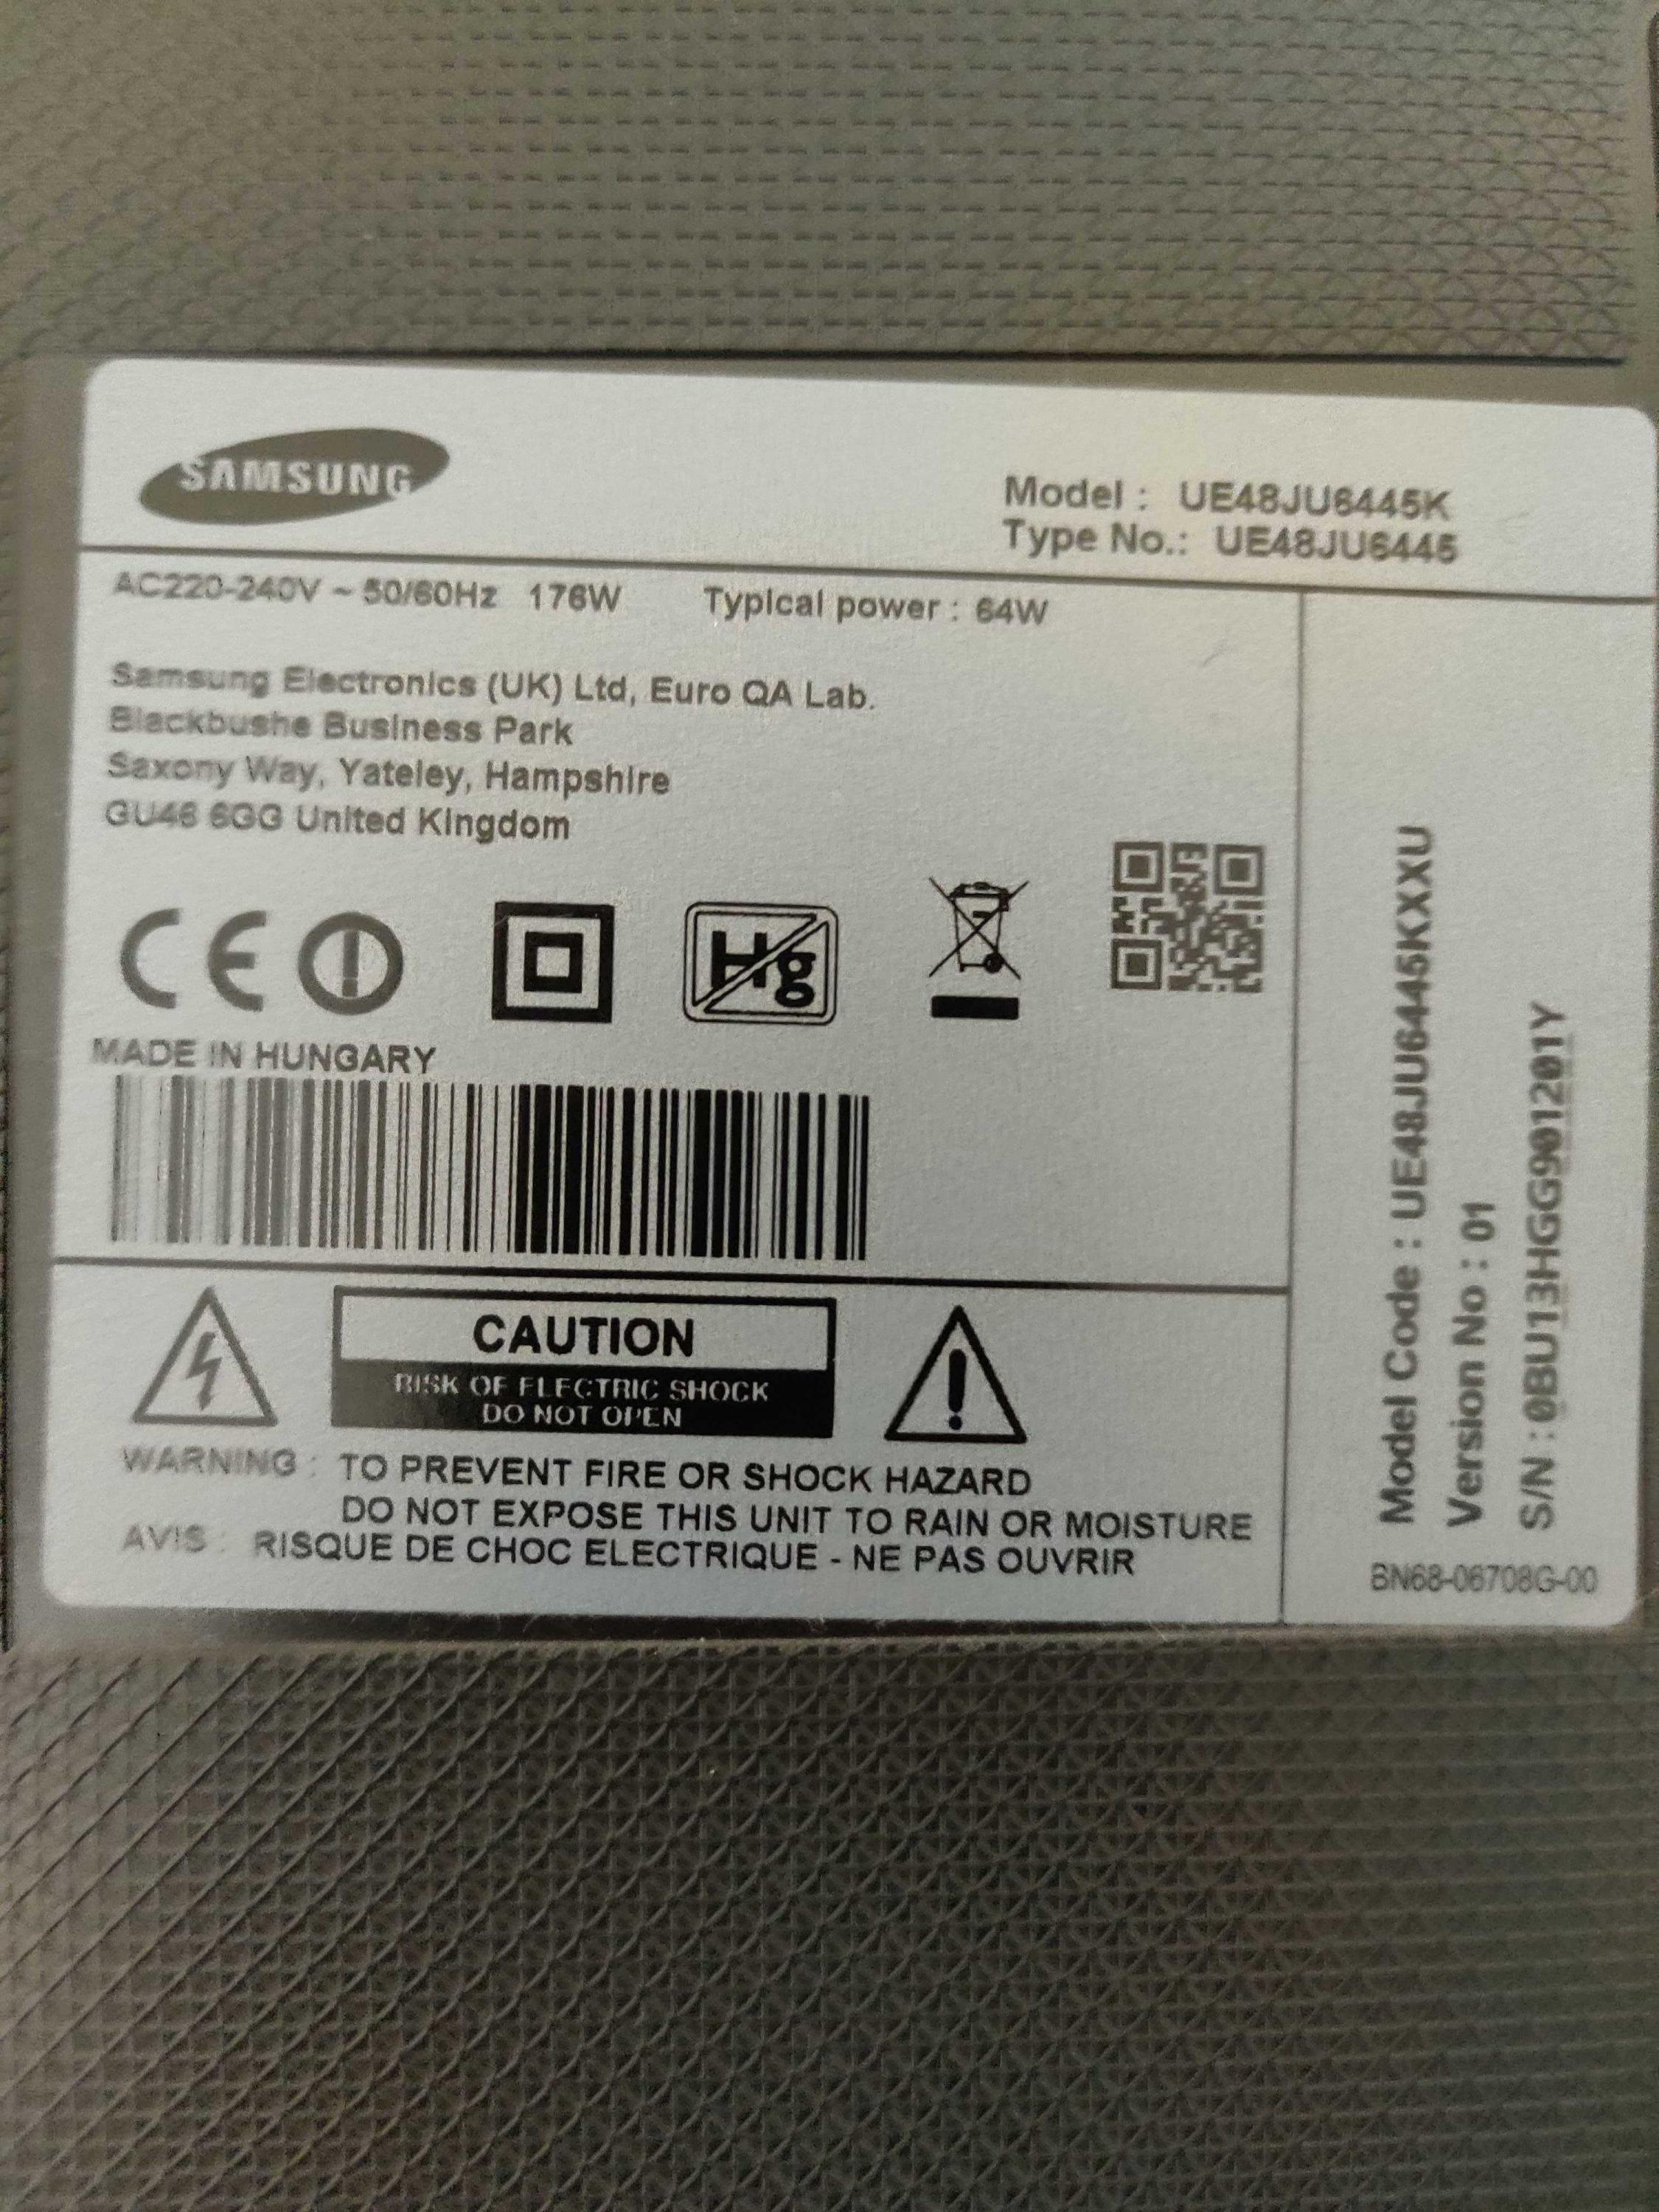 SAMSUNG
Model : UE48JU6445K
Type No.: UE48JU6445
AC220-240V ~ 50/60Hz 176W Typical power : 64W
Samsung Electronics (UK) Ltd, Euro QA Lab.
Blackbushe Business Park
Saxony Way, Yateley, Hampshire
GU46 6GG United Kingdom
CE
Hg
MADE IN HUNGARY
CAUTION
RISK OF ELECTRIC SHOCK
DO NOT OPEN
WARNING : TO PREVENT FIRE OR SHOCK HAZARD
DO NOT EXPOSE THIS UNIT TO RAIN OR MOISTURE
AVIS : RISQUE DE CHOC ELECTRIQUE - NE PAS OUVRIR
Model Code : UE48JU6445KXXU
Version No : 01
S/N : 0BU13HGG901201Y
BN68-06708G-00